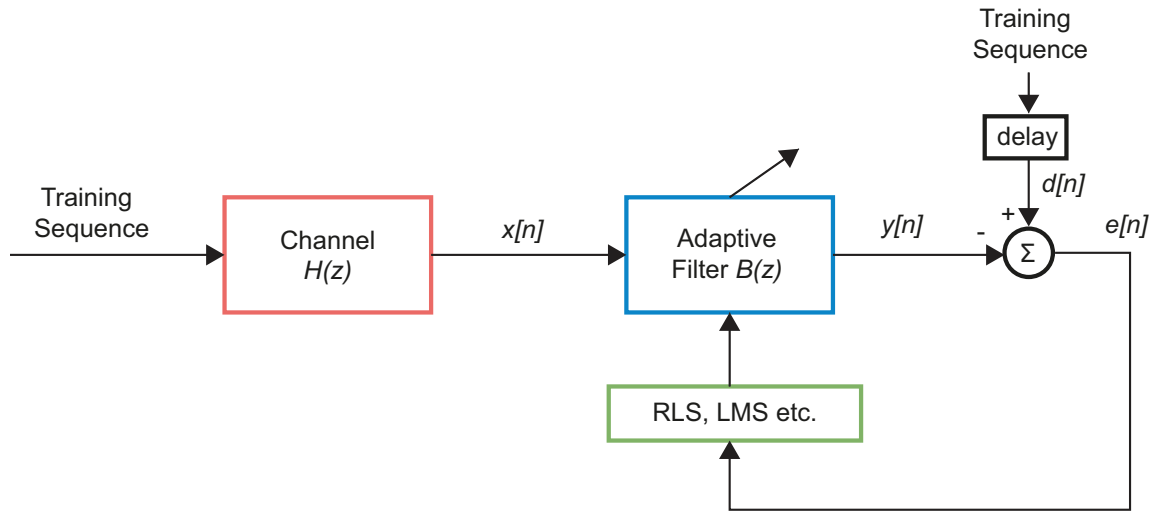 Training
Sequence
delay
d[n]
Training
Sequence
Channel
H(z)
x[n]
Adaptive
Filter B(z)
y[n]
+
-
Σ
e[n]
RLS, LMS etc.